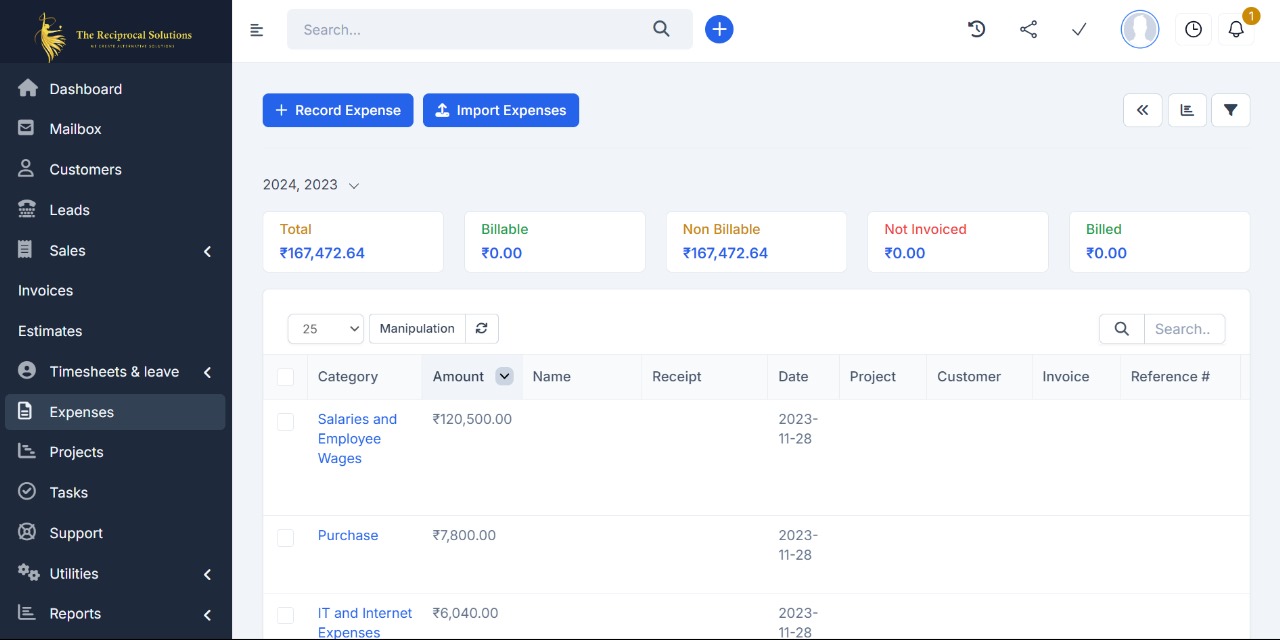 The Reciprocal Solutions
WE CREATE ALTERNATIVE SOLUTIONS
Dashboard
Mailbox
Customers
Leads
Sales
Invoices
Estimates
Timesheets & leave
Expenses
Projects
Tasks
Support
Utilities
Reports
Search...
1
Record Expense
Import Expenses
2024, 2023
Total
₹167,472.64
Billable
₹0.00
Non Billable
₹167,472.64
Not Invoiced
₹0.00
Billed
₹0.00
25
Manipulation
Search..
Category Amount Name Receipt Date Project Customer Invoice Reference #
Salaries and ₹120,500.00 2023-
Employee 11-28
Wages
Purchase ₹7,800.00 2023-
11-28
IT and Internet ₹6,040.00 2023-
Expenses 11-28